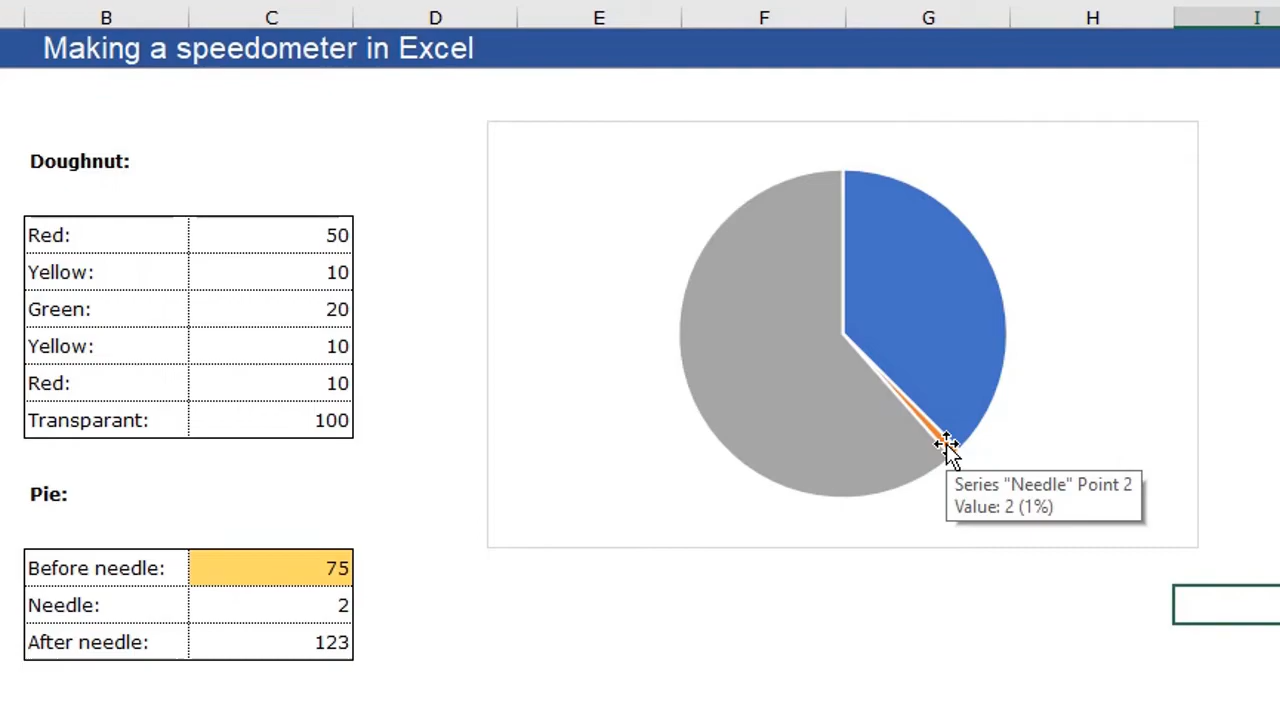 B C D E F G H I
Making a speedometer in Excel
Doughnut:
Red: 50
Yellow: 10
Green: 20
Yellow: 10
Red: 10
Transparant: 100
Pie:
Before needle: 75
Needle: 2
After needle: 123
Series "Needle" Point 2
Value: 2 (1%)